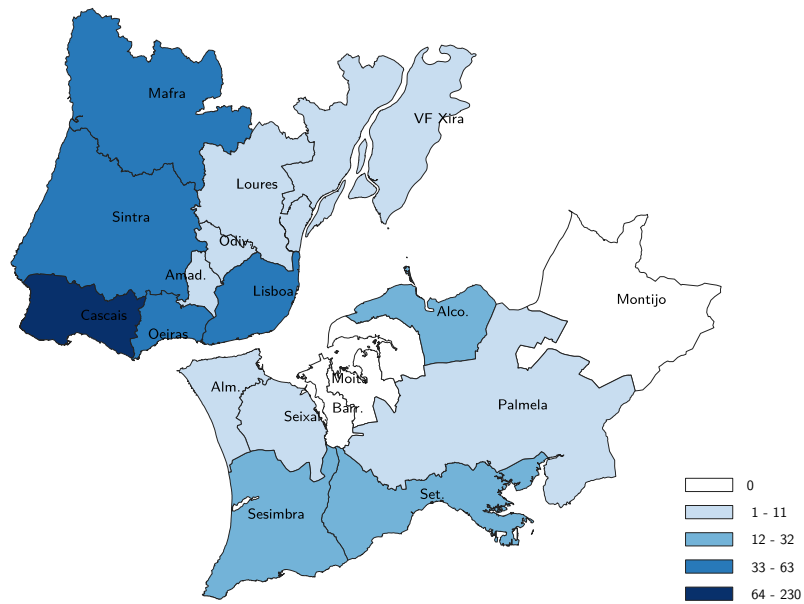 Mafra
VF Xira
Loures
Sintra
Odiv.
Amad.
Lisboa
Montijo
Cascais
Alco.
Oeiras
Moita
Alm.
Palmela
Barr.
Seixal
Set.
Sesimbra
0
1 - 11
12 - 32
33 - 63
64 - 230